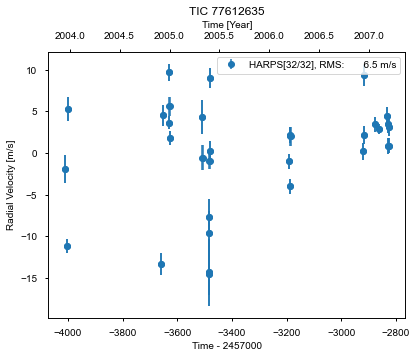 TIC 77612635
Time [Year]
2004.0 2004.5 2005.0 2005.5 2006.0 2006.5 2007.0
HARPS[32/32], RMS: 6.5 m/s
Radial Velocity [m/s]
10
5
0
−5
−10
−15
−4000 −3800 −3600 −3400 −3200 −3000 −2800
Time - 2457000